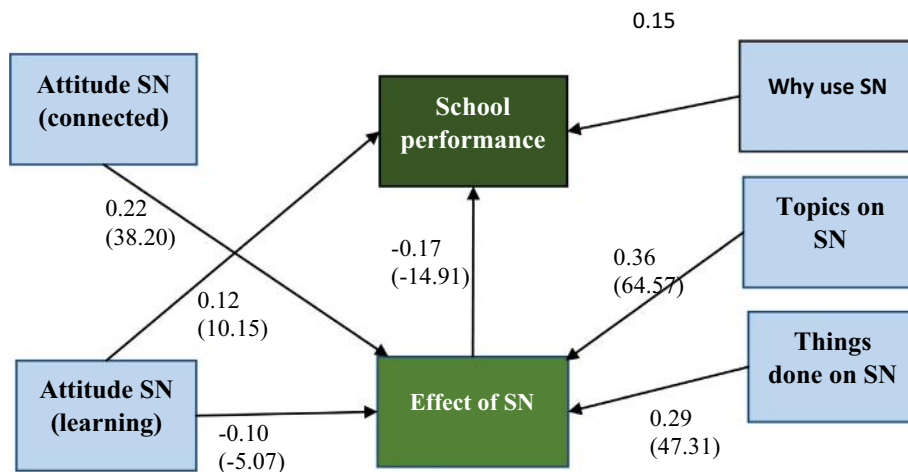 0.15
Attitude SN
(connected)
School
performance
Why use SN
0.22
(38.20)
Topics on
SN
-0.17
(-14.91)
0.36
(64.57)
0.12
(10.15)
Things
done on SN
Attitude SN
(learning)
Effect of SN
-0.10
(-5.07)
0.29
(47.31)